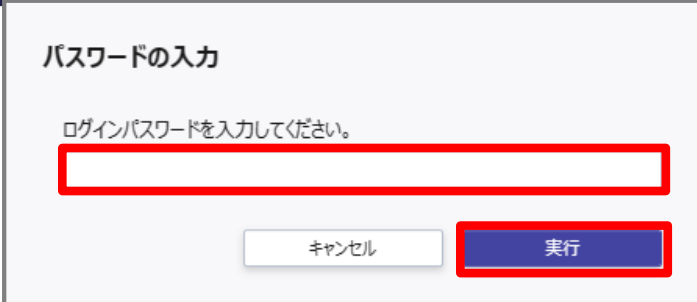 パスワードの入力
ログインパスワードを入力してください。
キャンセル
実行